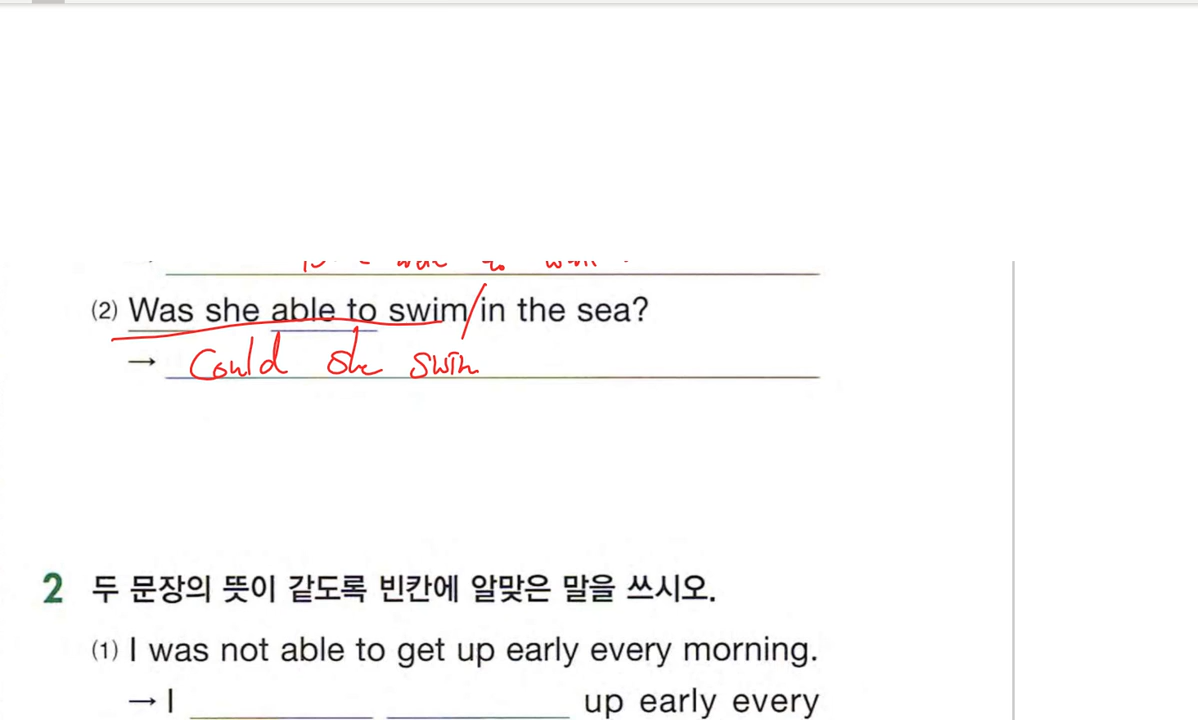 (2) Was she able to swim/in the sea?
→ Could she swim
2 두 문장의 뜻이 같도록 빈칸에 알맞은 말을 쓰시오.
(1) I was not able to get up early every morning.
→ I ________ ________ up early every